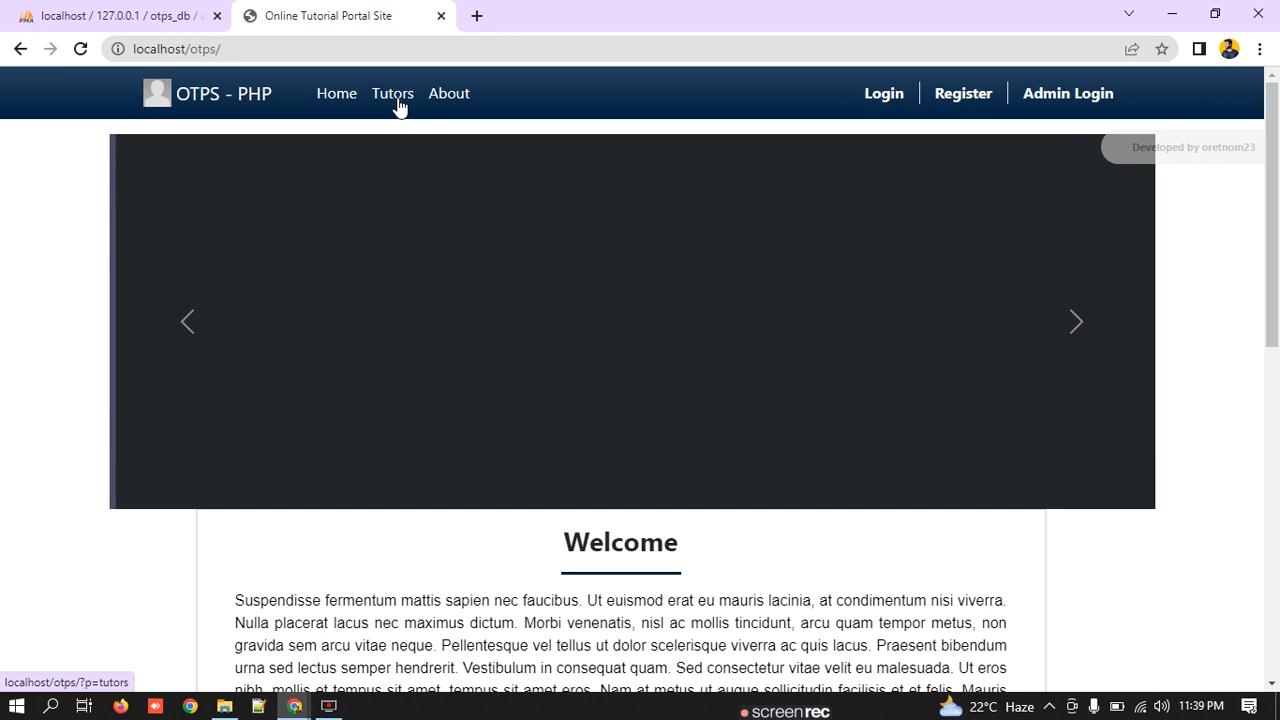 localhost / 127.0.0.1 / otps_db / u
Online Tutorial Portal Site
localhost/otps/
OTPS - PHP
Home
Tutors
About
Login
Register
Admin Login
Developed by oretnom23
Welcome
Suspendisse fermentum mattis sapien nec faucibus. Ut euismod erat eu mauris lacinia, at condimentum nisi viverra.
Nulla placerat lacus nec maximus dictum. Morbi venenatis, nisl ac mollis tincidunt, arcu quam tempor metus, non
gravida sem arcu vitae neque. Pellentesque vel tellus ut dolor scelerisque viverra ac quis lacus. Praesent bibendum
urna sed lectus semper hendrerit. Vestibulum in consequat quam. Sed consectetur vitae velit eu malesuada. Ut eros
nibh, mollis et tempus sit amet, tempus sit amet eros. Nam at metus ut augue sollicitudin facilisis et et felis. Mauris
localhost/otps/?p=tutors
22°C Haze
11:39 PM
screenrec